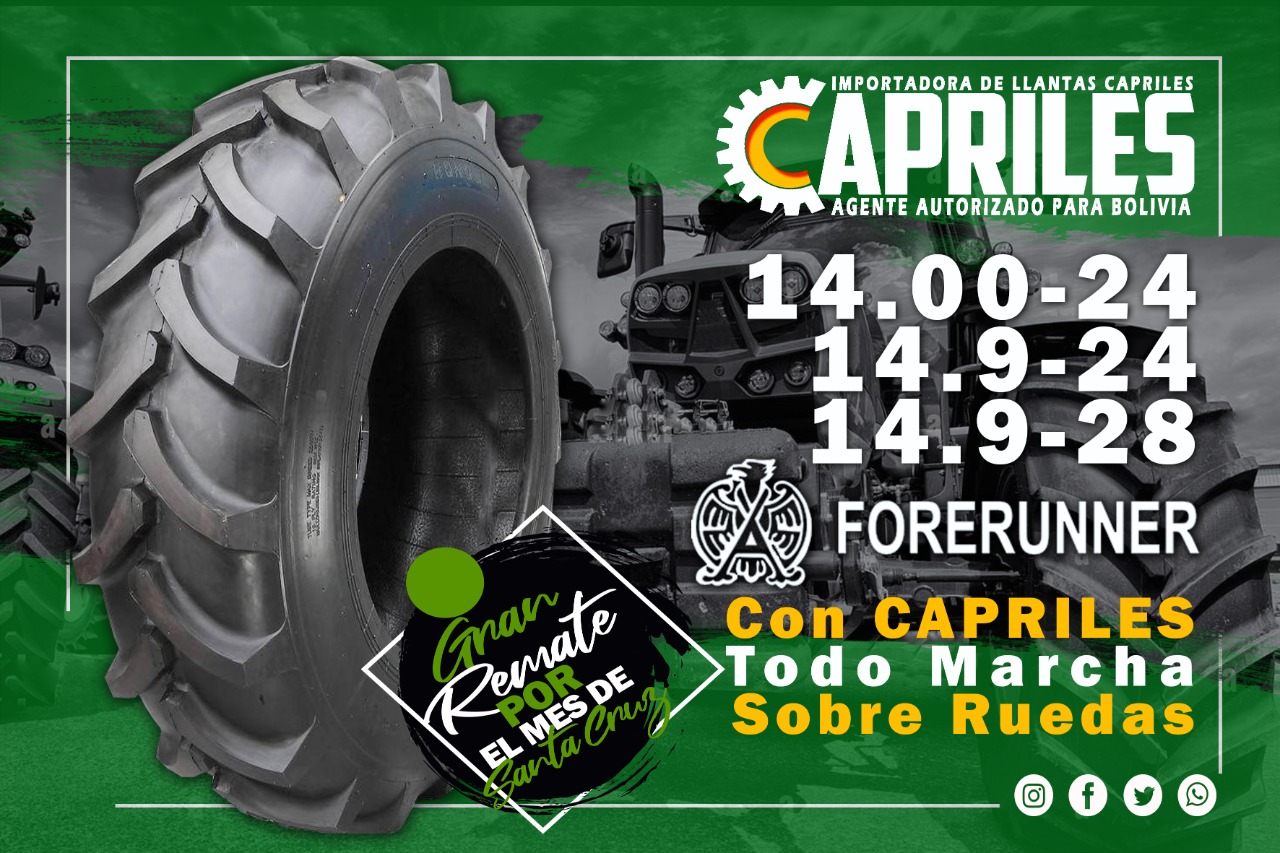 IMPORTADORA DE LLANTAS CAPRILES
CAPRILES
AGENTE AUTORIZADO PARA BOLIVIA
14.00-24
14.9-24
14.9-28
FORERUNNER
Con CAPRILES
Todo Marcha
Sobre Ruedas
Gran
Remate
POR
EL MES DE
Santa Cruz